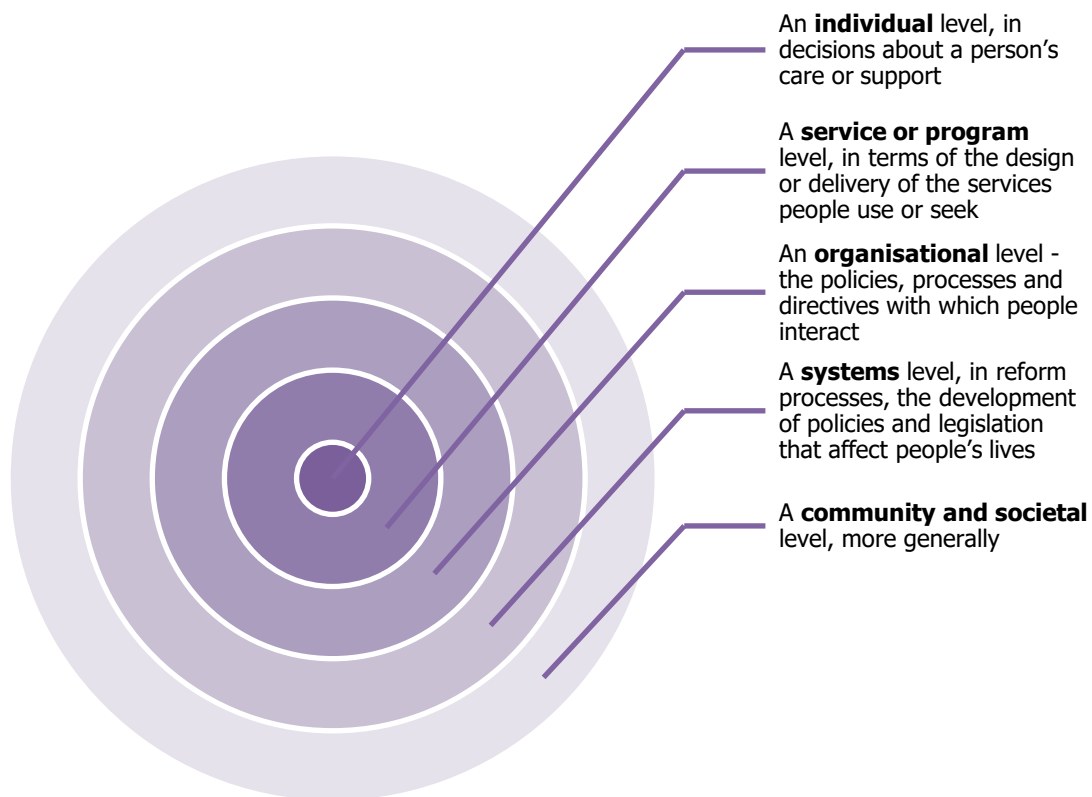 An individual level, in
decisions about a person’s
care or support
A service or program
level, in terms of the design
or delivery of the services
people use or seek
An organisational level -
the policies, processes and
directives with which people
interact
A systems level, in reform
processes, the development
of policies and legislation
that affect people’s lives
A community and societal
level, more generally